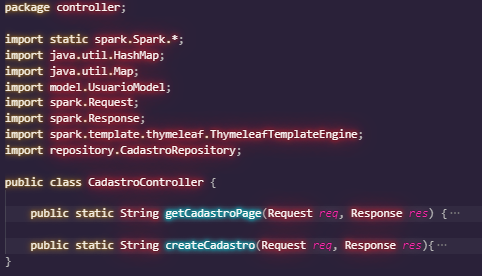 package controller;
import static spark.Spark.*;
import java.util.HashMap;
import java.util.Map;
import model.UsuarioModel;
import spark.Request;
import spark.Response;
import spark.template.thymeleaf.ThymeleafTemplateEngine;
import repository.CadastroRepository;
public class CadastroController {
public static String getCadastroPage(Request req, Response res) {···
public static String createCadastro(Request req, Response res){···
}